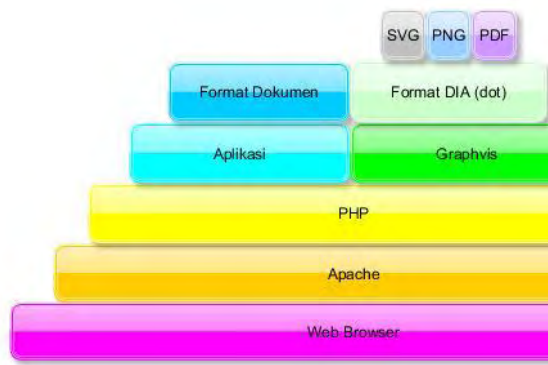 SVG PNG PDF
Format Dokumen Format DIA (dot)
Aplikasi Graphvis
PHP
Apache
Web Browser